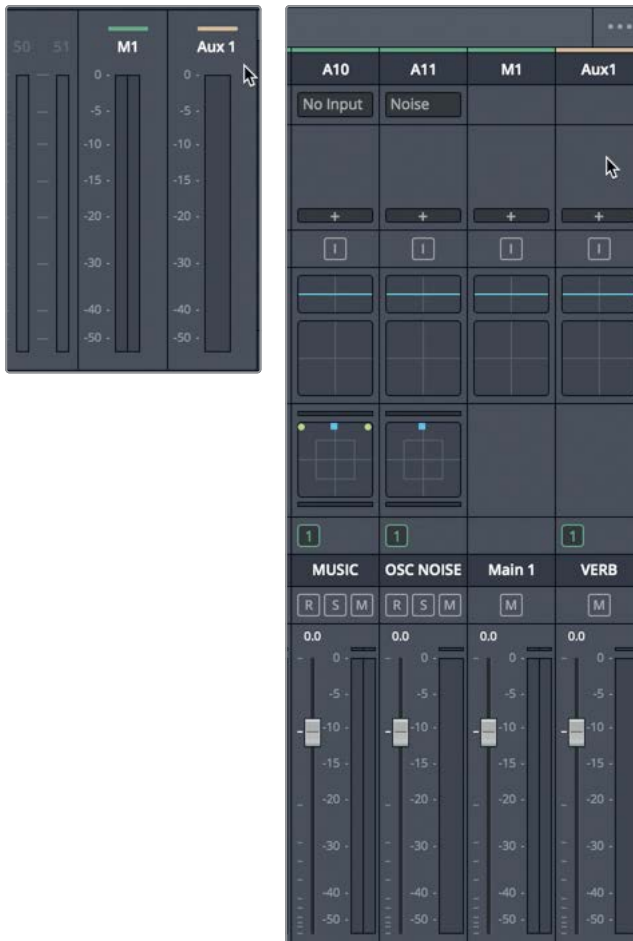 50 51 M1 Aux 1
0 - 0 -
-5 - -5 -
-10 - -10 -
-15 - -15 -
-20 - -20 -
-30 - -30 -
-40 - -40 -
-50 - -50 -
A10 A11 M1 Aux1
No Input Noise
+ + + +
I I I I
1 1 1
MUSIC OSC NOISE Main 1 VERB
R S M R S M M M
0.0 0.0 0.0 0.0
0 - 0 - 0 - 0 -
-5 - -5 - -5 - -5 -
-10 - -10 - -10 - -10 -
-15 - -15 - -15 - -15 -
-20 - -20 - -20 - -20 -
-30 - -30 - -30 - -30 -
-40 - -40 - -40 - -40 -
-50 - -50 - -50 - -50 -